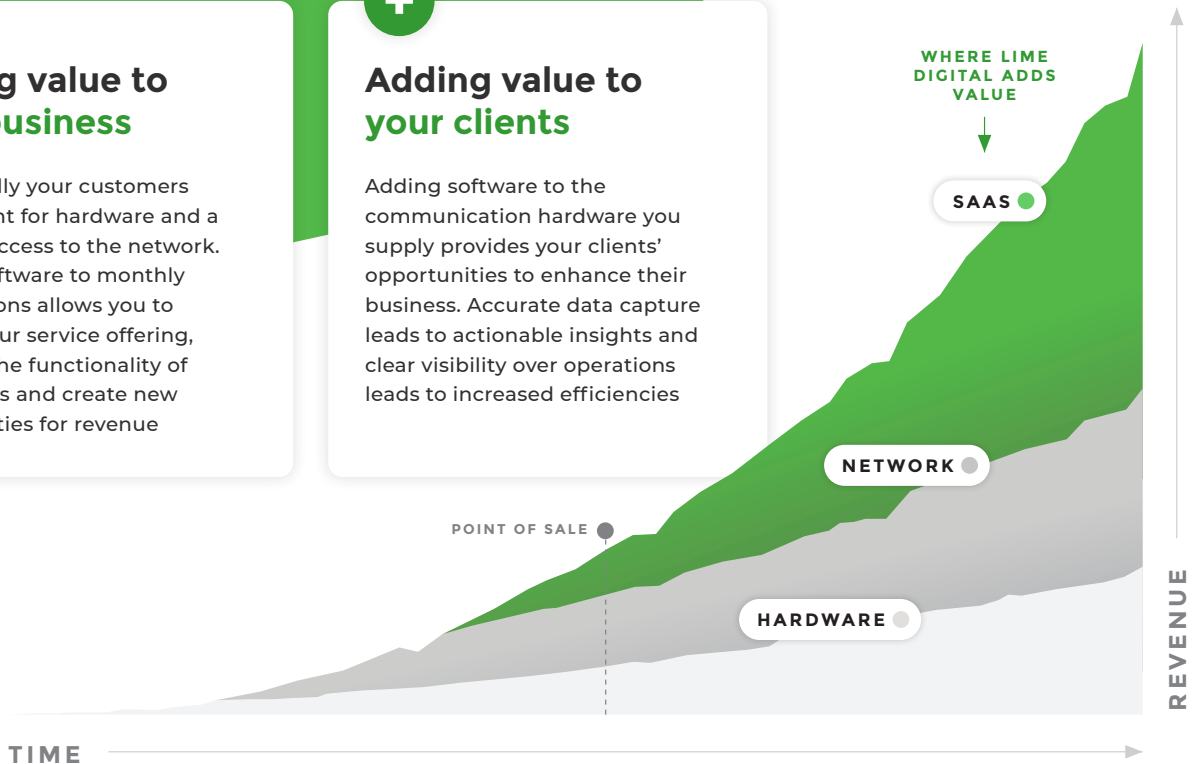 g value to
business
lly your customers
nt for hardware and a
ccess to the network.
ftware to monthly
ons allows you to
ur service offering,
he functionality of
s and create new
ties for revenue
Adding value to
your clients
Adding software to the
communication hardware you
supply provides your clients’
opportunities to enhance their
business. Accurate data capture
leads to actionable insights and
clear visibility over operations
leads to increased efficiencies
WHERE LIME
DIGITAL ADDS
VALUE
SAAS
NETWORK
POINT OF SALE
HARDWARE
REVENUE
TIME